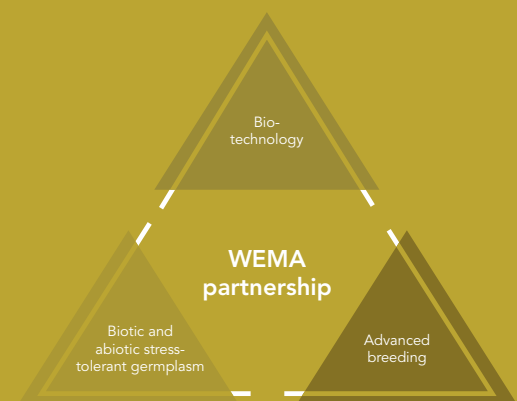 Bio-
technology
WEMA
partnership
Biotic and
abiotic stress-
tolerant germplasm
Advanced
breeding